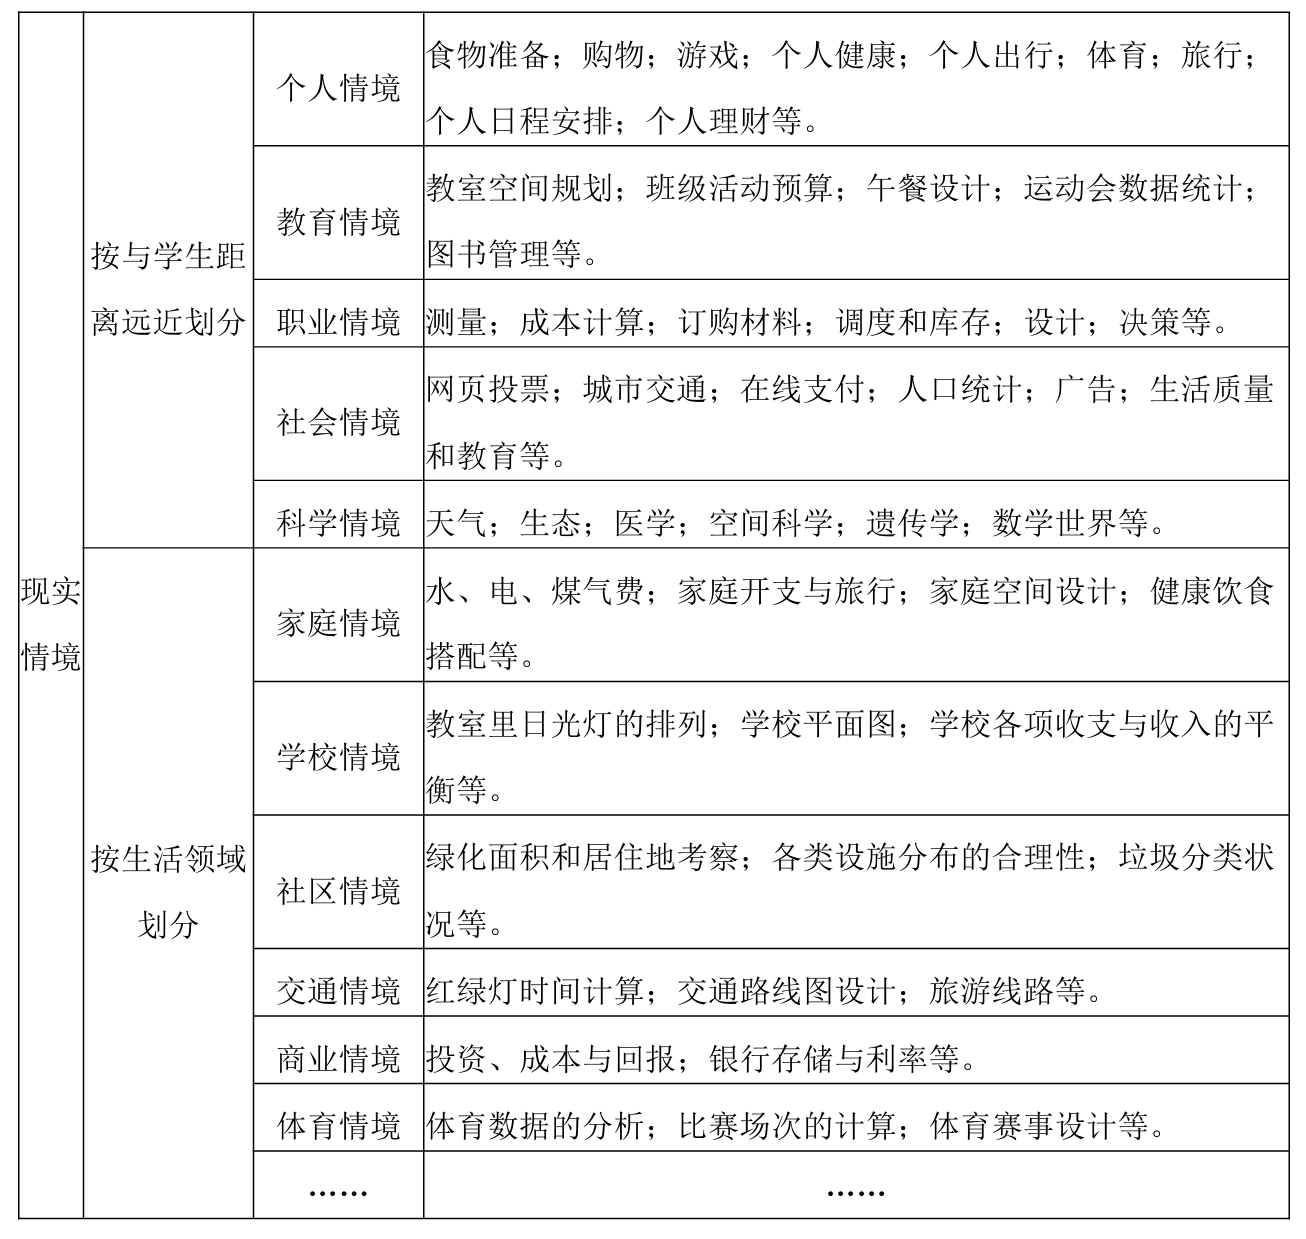 现实
情境
按与学生距
离远近划分
个人情境
食物准备；购物；游戏；个人健康；个人出行；体育；旅行；
个人日程安排；个人理财等。
教育情境
教室空间规划；班级活动预算；午餐设计；运动会数据统计；
图书管理等。
职业情境
测量；成本计算；订购材料；调度和库存；设计；决策等。
社会情境
网页投票；城市交通；在线支付；人口统计；广告；生活质量
和教育等。
科学情境
天气；生态；医学；空间科学；遗传学；数学世界等。
按生活领域
划分
家庭情境
水、电、煤气费；家庭开支与旅行；家庭空间设计；健康饮食
搭配等。
学校情境
教室里日光灯的排列；学校平面图；学校各项收支与收入的平
衡等。
社区情境
绿化面积和居住地考察；各类设施分布的合理性；垃圾分类状
况等。
交通情境
红绿灯时间计算；交通路线图设计；旅游线路等。
商业情境
投资、成本与回报；银行存储与利率等。
体育情境
体育数据的分析；比赛场次的计算；体育赛事设计等。
……
……